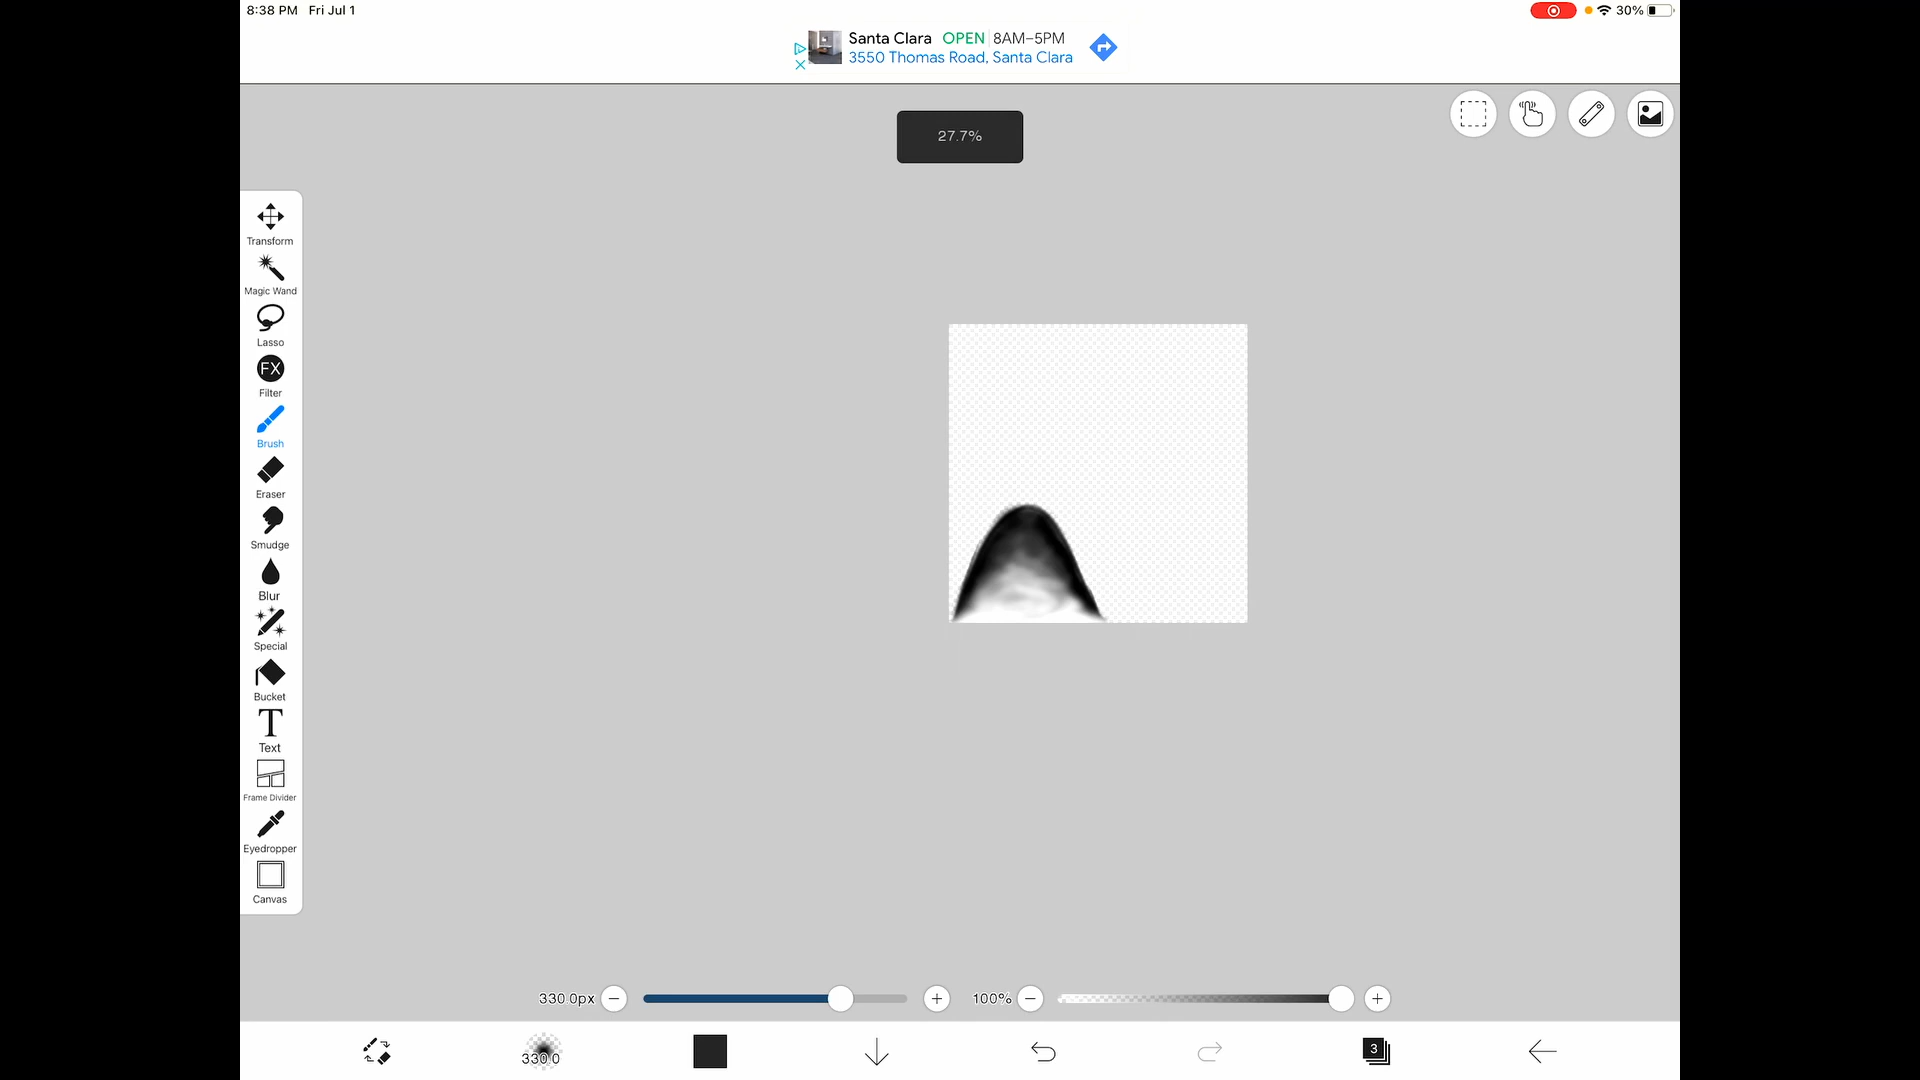 8:38 PM Fri Jul 1
30%
Santa Clara OPEN 8AM–5PM
3550 Thomas Road, Santa Clara
27.7%
Transform
Magic Wand
Lasso
FX
Filter
Brush
Eraser
Smudge
Blur
Special
Bucket
T
Text
Frame Divider
Eyedropper
Canvas
330.0px
100%
330.0
3